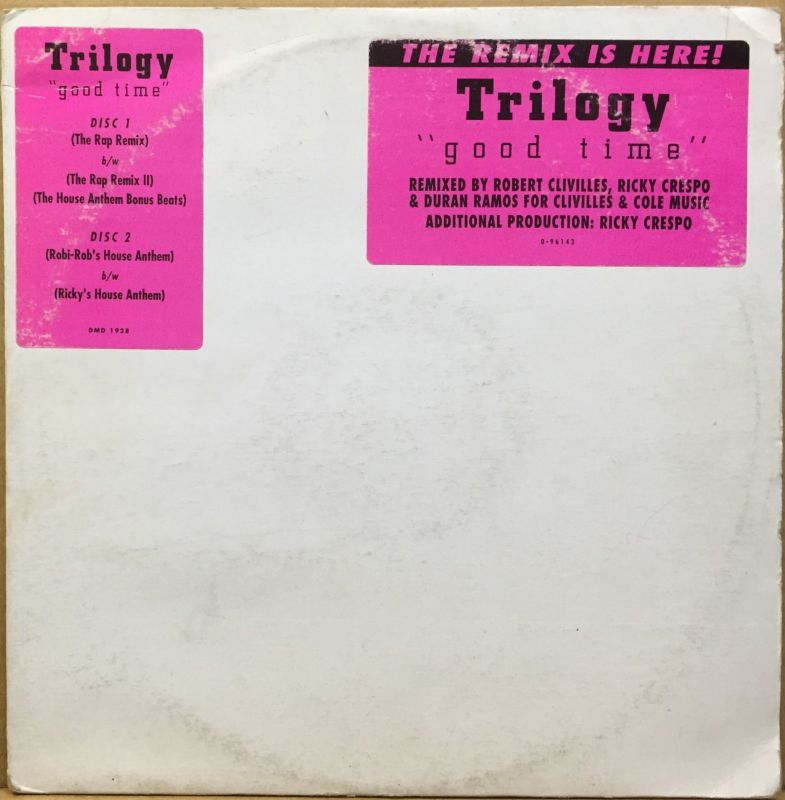 Trilogy
"good time"
DISC 1
(The Rap Remix)
b/w
(The Rap Remix II)
(The House Anthem Bonus Beats)
DISC 2
(Robi-Rob's House Anthem)
b/w
(Ricky's House Anthem)
DMD 1928
THE REMIX IS HERE!
Trilogy
"good time"
REMIXED BY ROBERT CLIVILLES, RICKY CRESPO
& DURAN RAMOS FOR CLIVILLES & COLE MUSIC
ADDITIONAL PRODUCTION: RICKY CRESPO
0-96143